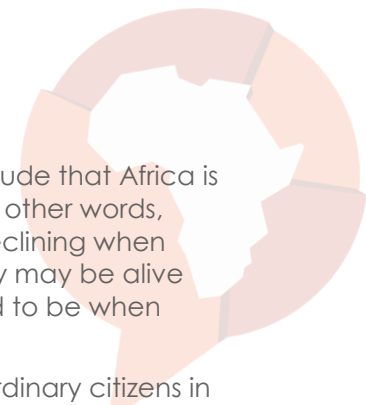 ude that Africa is
other words,
eclining when
y may be alive
d to be when
rdinary citizens in